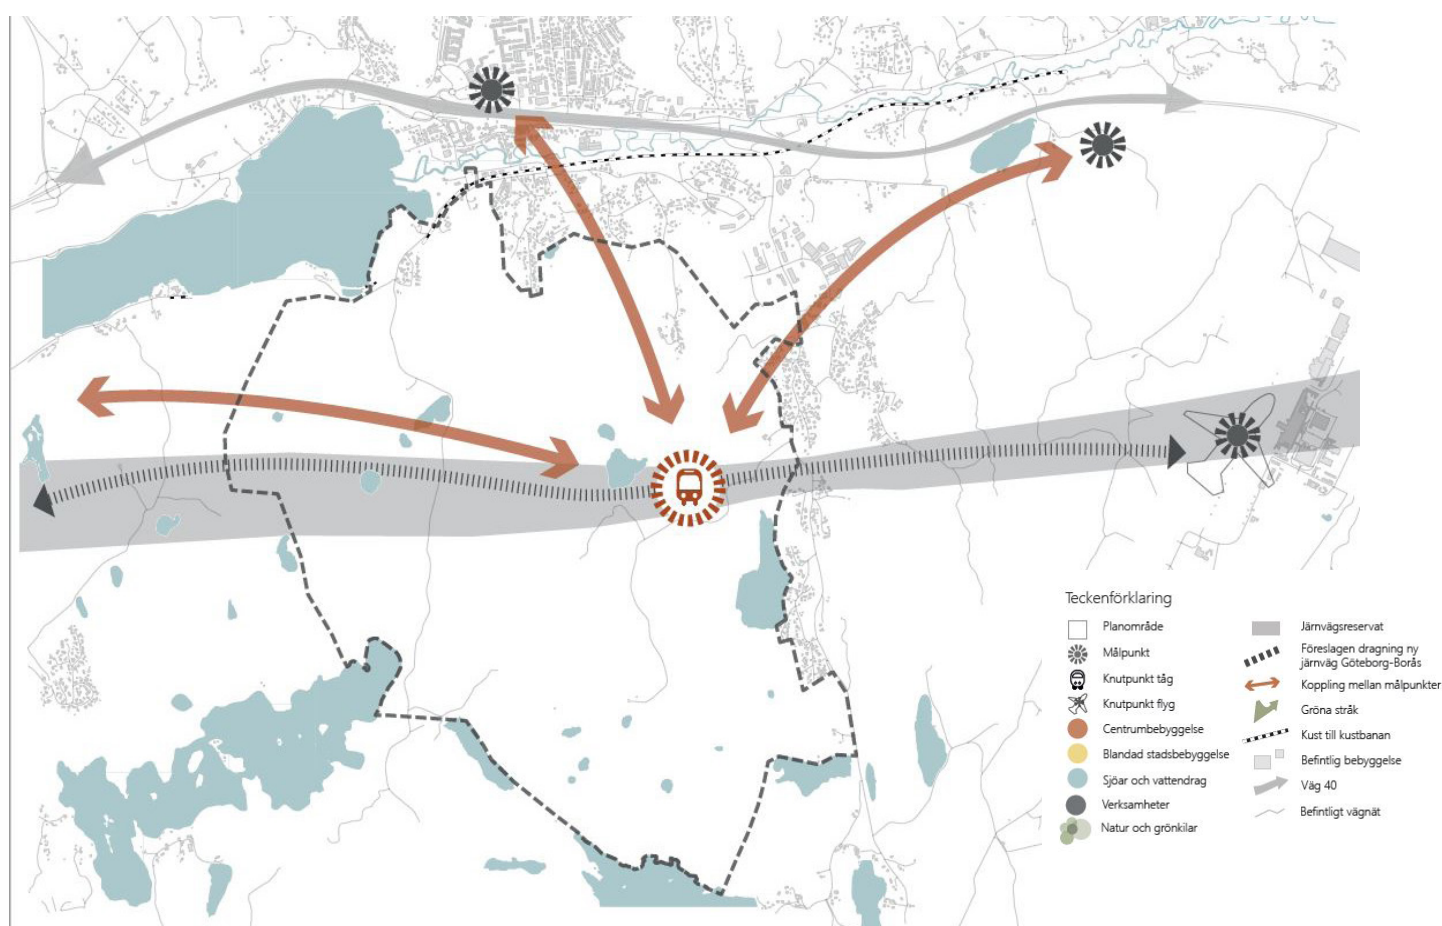 Teckenförklaring
Planområde
Målpunkt
Knutpunkt tåg
Knutpunkt flyg
Centrumbebyggelse
Blandad stadsbebyggelse
Sjöar och vattendrag
Verksamheter
Natur och grönkilar
Järnvägsreservat
Föreslagen dragning ny
järnväg Göteborg-Borås
Koppling mellan målpunkter
Gröna stråk
Kust till kustbanan
Befintlig bebyggelse
Väg 40
Befintligt vägnät